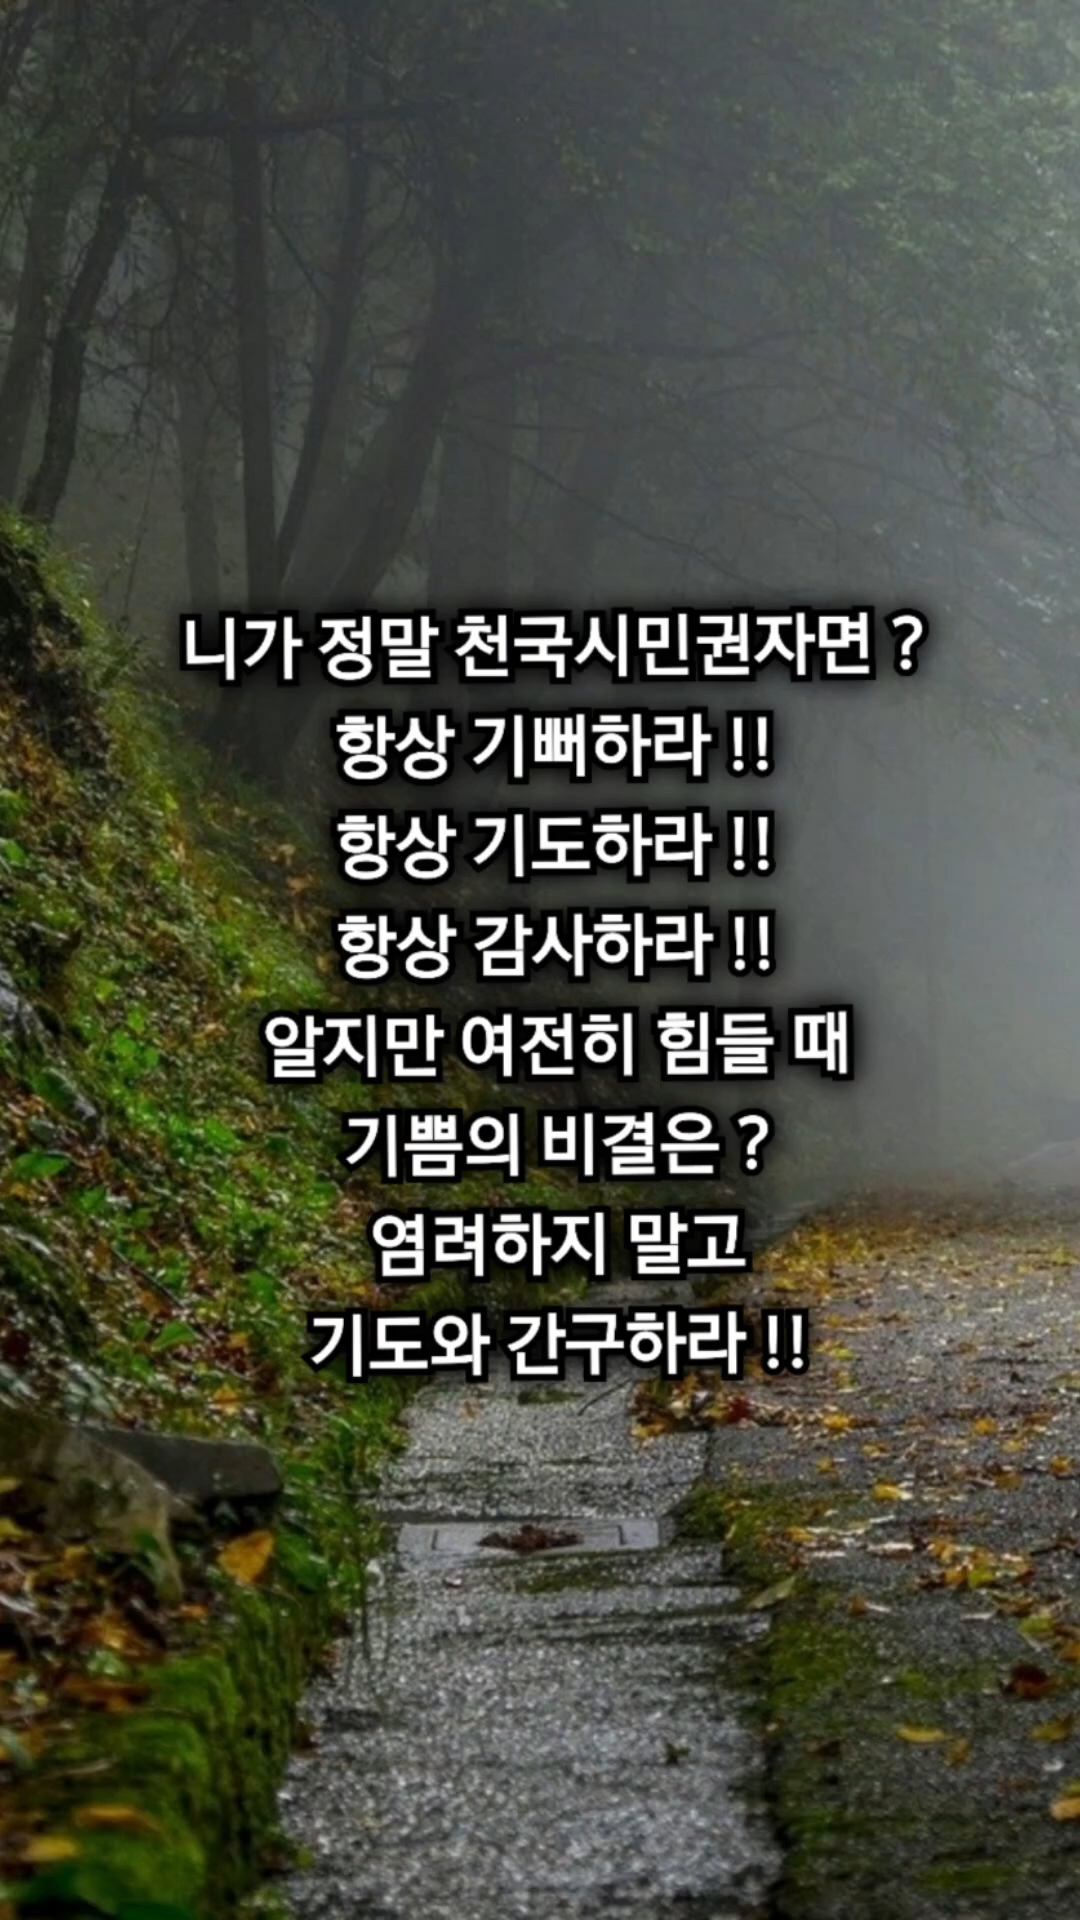 니가 정말 천국시민권자면 ?
항상 기뻐하라 !!
항상 기도하라 !!
항상 감사하라 !!
알지만 여전히 힘들 때
기쁨의 비결은 ?
염려하지 말고
기도와 간구하라 !!